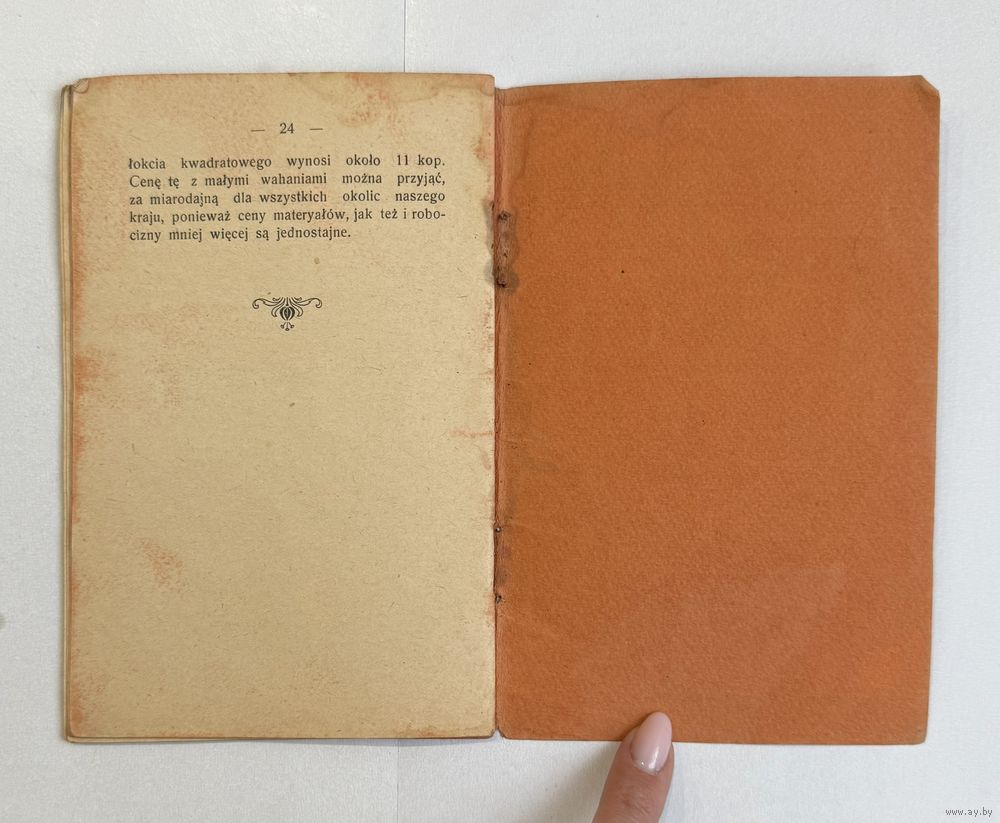 — 24 —
łokcia kwadratowego wynosi około 11 kop.
Cenę tę z małymi wahaniami można przyjąć,
za miarodajną dla wszystkich okolic naszego
kraju, ponieważ ceny materyałów, jak też i robo-
cizny mniej więcej są jednostajne.
www.ay.by